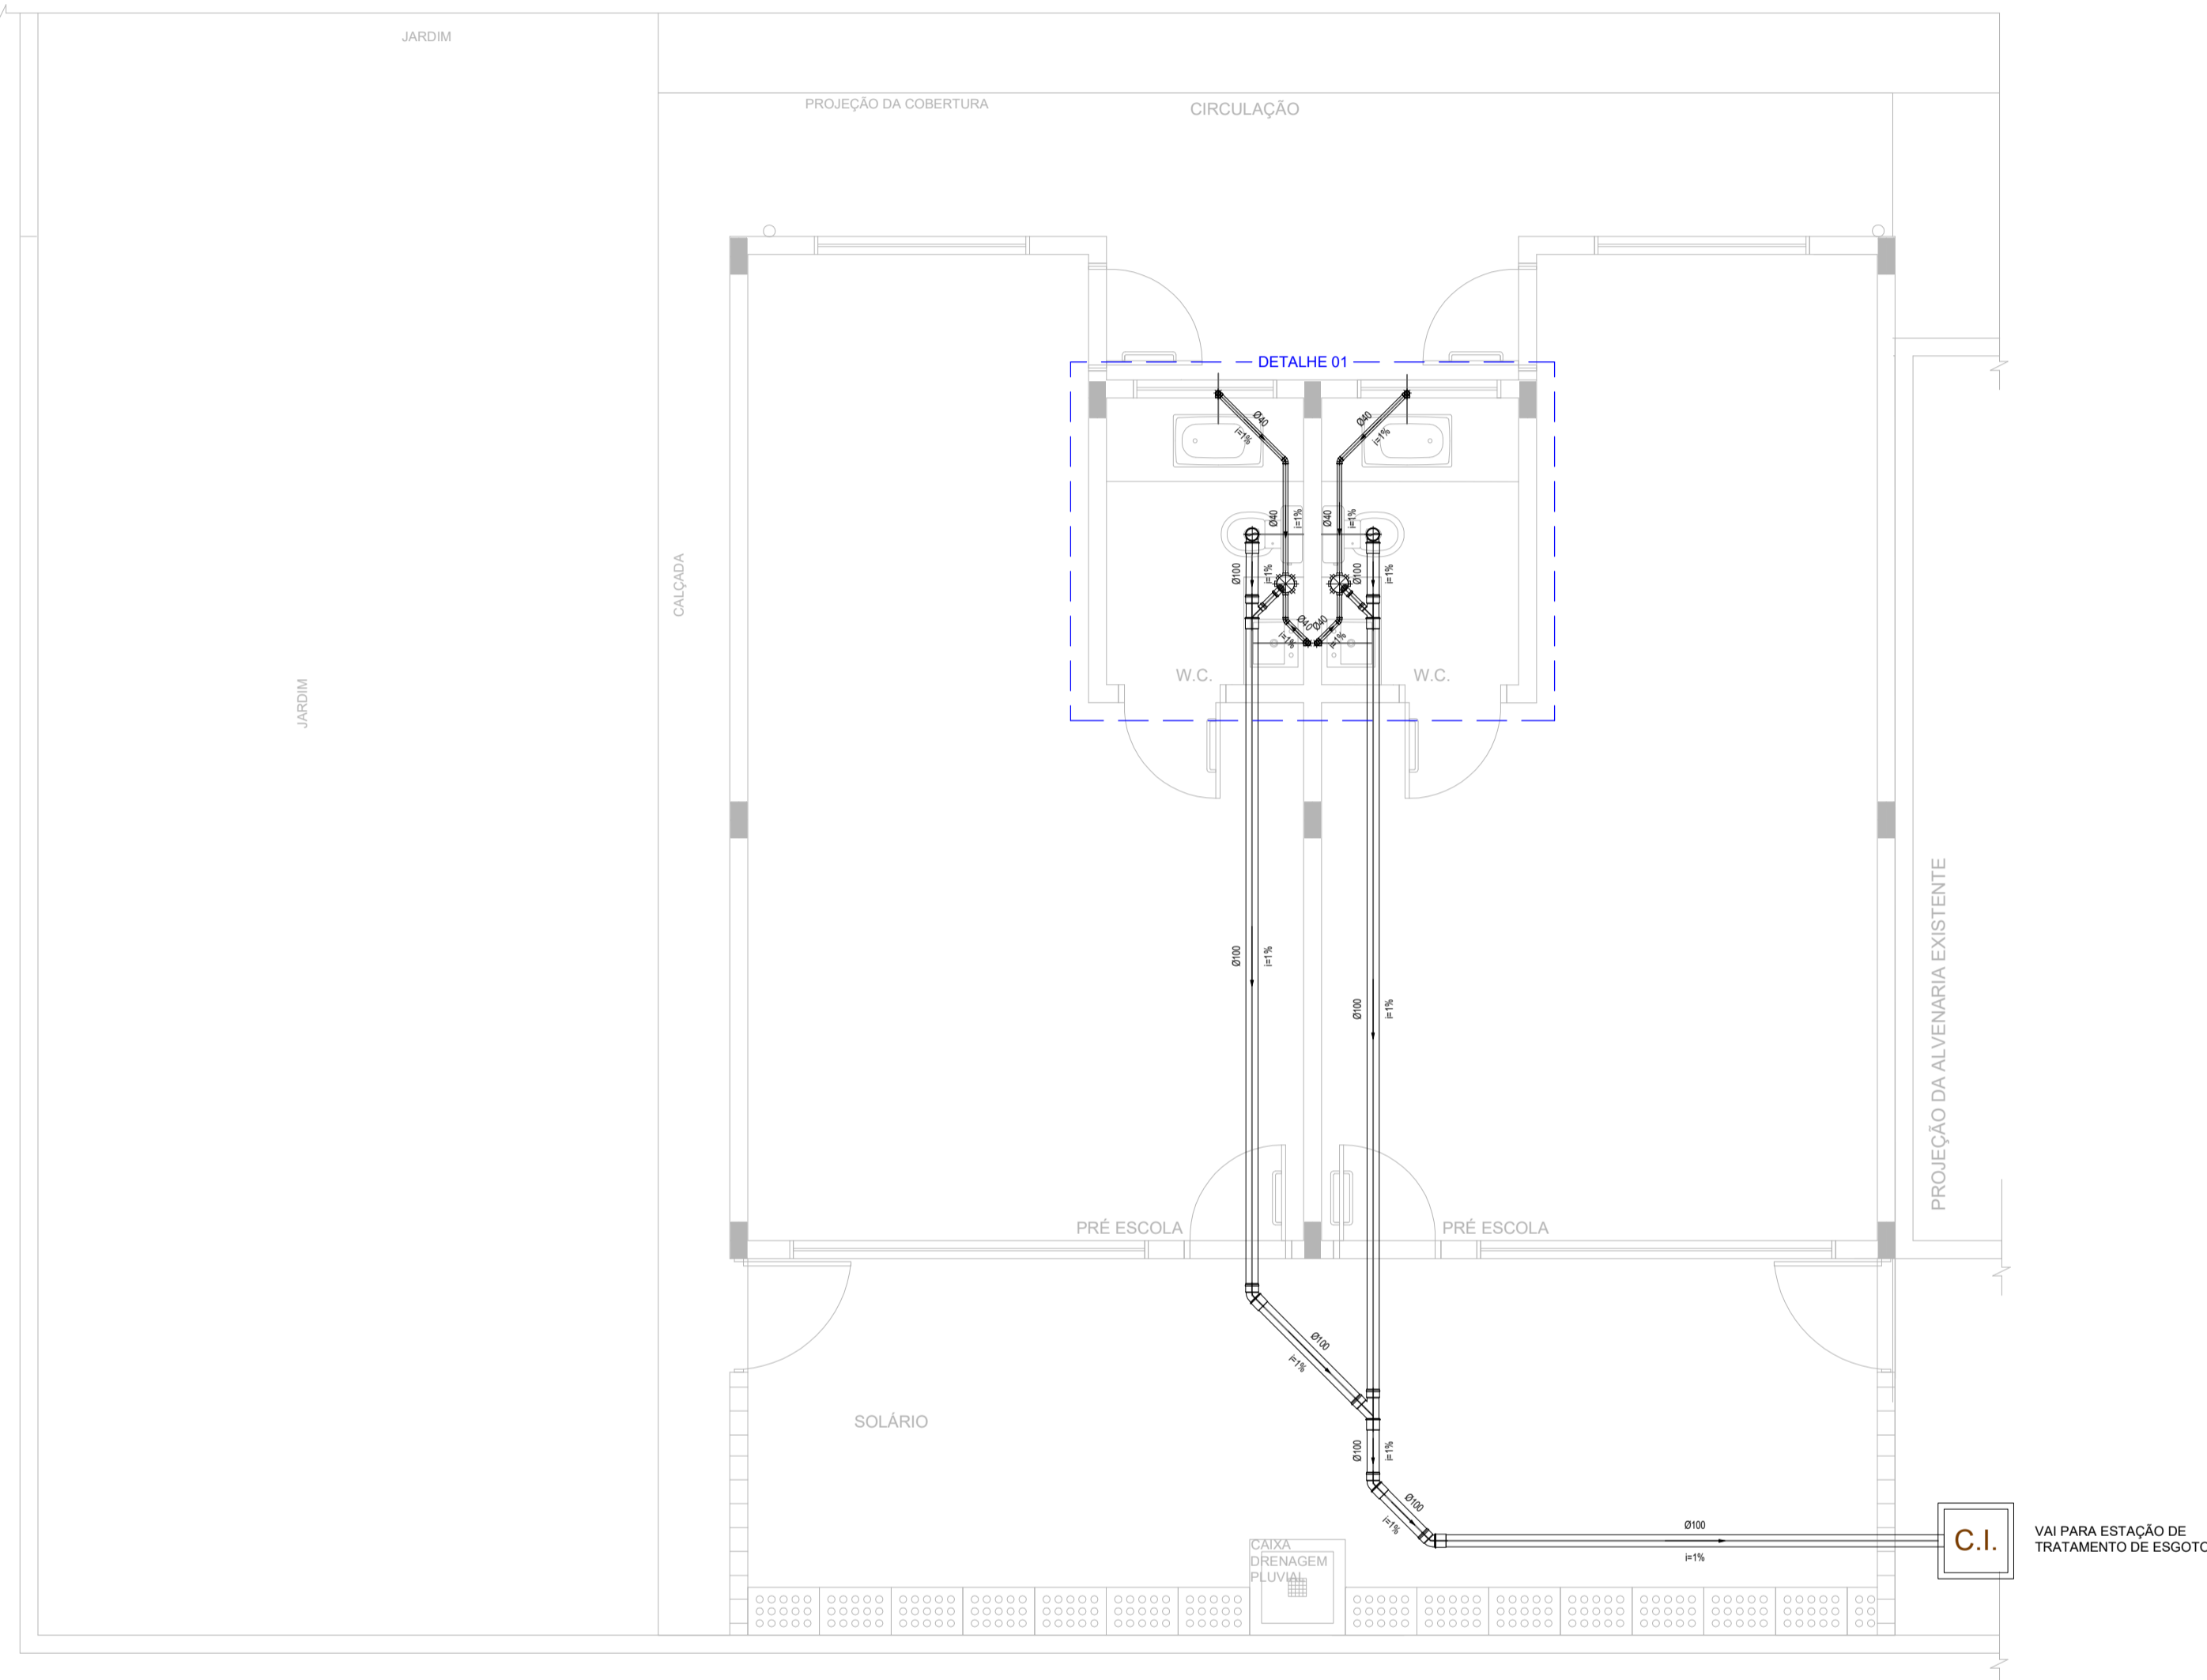 JARDIM
PROJEÇÃO DA COBERTURA
CIRCULAÇÃO
DETALHE 01
Ø40
i=1%
Ø40
i=1%
Ø40
i=1%
Ø40
i=1%
Ø100
i=1%
Ø100
i=1%
Ø40
i=1%
Ø40
i=1%
CALÇADA
JARDIM
W.C.
W.C.
Ø100
i=1%
Ø100
i=1%
PROJEÇÃO DA ALVENARIA EXISTENTE
PRÉ ESCOLA
PRÉ ESCOLA
Ø100
i=1%
SOLÁRIO
Ø100
i=1%
Ø100
i=1%
Ø100
i=1%
C.I.
VAI PARA ESTAÇÃO DE
TRATAMENTO DE ESGOTO
CAIXA
DRENAGEM
PLUVIAL